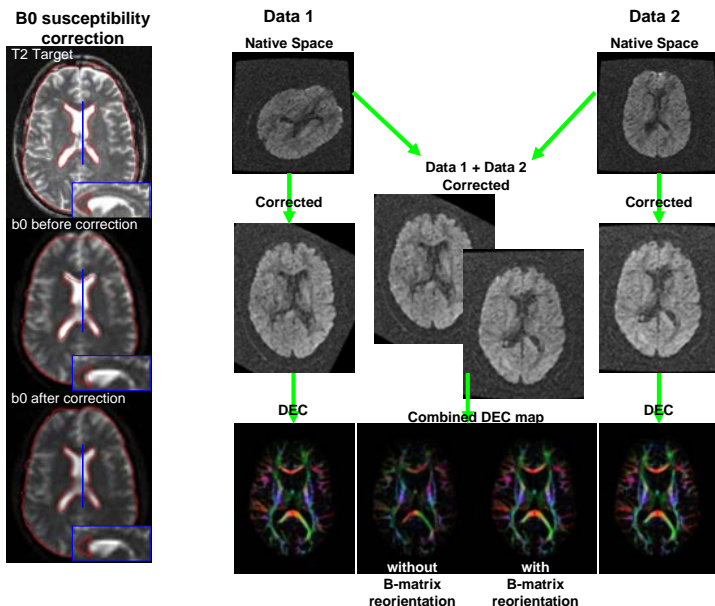 B0 susceptibility
correction
T2 Target
b0 before correction
b0 after correction
Data 1
Native Space
Data 2
Native Space
Data 1 + Data 2
Corrected
Corrected
Corrected
DEC
Combined DEC map
DEC
without
B-matrix
reorientation
with
B-matrix
reorientation